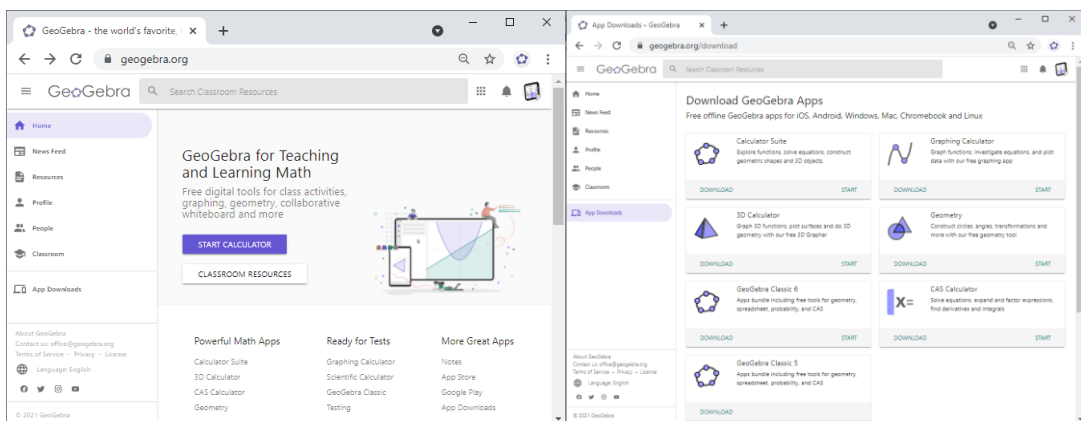 GeoGebra - the world's favorite,
geogebra.org
GeoGebra
Search Classroom Resources
Home
News Feed
Resources
Profile
People
Classroom
App Downloads
About GeoGebra
Contact us: office@geogebra.org
Terms of Service – Privacy – License
Language: English
© 2021 GeoGebra
GeoGebra for Teaching
and Learning Math
Free digital tools for class activities,
graphing, geometry, collaborative
whiteboard and more
START CALCULATOR
CLASSROOM RESOURCES
Powerful Math Apps
Calculator Suite
3D Calculator
CAS Calculator
Geometry
Ready for Tests
Graphing Calculator
Scientific Calculator
GeoGebra Classic
Testing
More Great Apps
Notes
App Store
Google Play
App Downloads
App Downloads – GeoGebra
geogebra.org/download
GeoGebra
Search Classroom Resources
Home
News Feed
Resources
Profile
People
Classroom
App Downloads
About GeoGebra
Contact us: office@geogebra.org
Terms of Service – Privacy – License
Language: English
© 2021 GeoGebra
Download GeoGebra Apps
Free offline GeoGebra apps for iOS, Android, Windows, Mac, Chromebook and Linux
Calculator Suite
Explore functions, solve equations, construct
geometric shapes and 3D objects.
DOWNLOAD START
Graphing Calculator
Graph functions, investigate equations, and plot
data with our free graphing app
DOWNLOAD START
3D Calculator
Graph 3D functions, plot surfaces and do 3D
geometry with our free 3D Grapher
DOWNLOAD START
Geometry
Construct circles, angles, transformations and
more with our free geometry tool
DOWNLOAD START
GeoGebra Classic 6
Apps bundle including free tools for geometry,
spreadsheet, probability, and CAS
DOWNLOAD START
CAS Calculator
X=
Solve equations, expand and factor expressions,
find derivatives and integrals
DOWNLOAD START
GeoGebra Classic 5
Apps bundle including free tools for geometry,
spreadsheet, probability, and CAS
DOWNLOAD